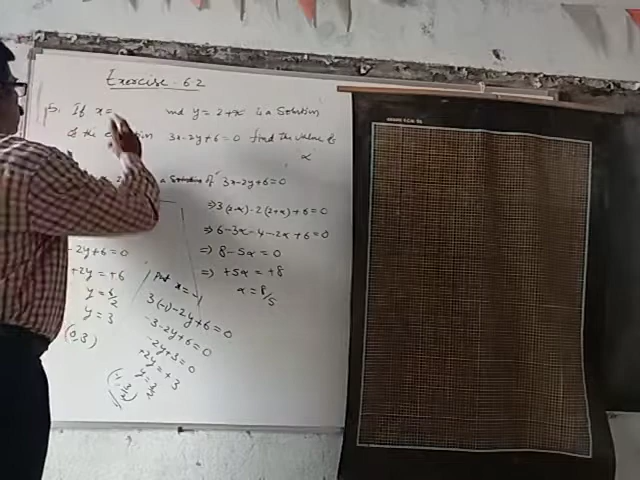 Exercise - 6.2
5. If x= and y = 2+α is a solution
of the 3x-2y+6=0 find the value of
α
a Solution of 3x-2y+6=0
⇒3(2-α)-2(2+α)+6=0
⇒ 6-3α-4-2α+6=0
⇒ 8-5α=0
⇒ +5α = +8
α = 8/5
-2y+6=0
+2y=+6
y = 6/2
y = 3
(0,3)
Put x=-1
3(-1)-2y+6=0
-3-2y+6=0
-2y+3=0
+2y=+3
y=3/2
(-1, 3/2)